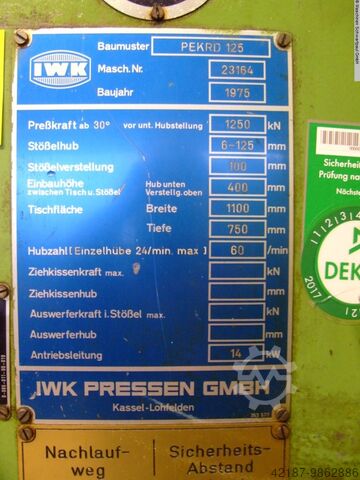 IWK
Baumuster PEKRD 125
Masch. Nr. 23164
Baujahr 1975
Preßkraft ab 30° vor unt. Hubstellung 1250 kN
Stößelhub 6-125 mm
Stößelverstellung 100 mm
Einbauhöhe zwischen Tisch u. Stößel Hub unten Verstellg. oben 400 mm
Tischfläche Breite 1100 mm
Tiefe 750 mm
Hubzahl [Einzelhübe 24/min. max] 60 /min
Ziehkissenkraft max. kN
Ziehkissenhub mm
Auswerferkraft i. Stößel max. kN
Auswerferhub mm
Antriebsleitung 14 kW
IWK PRESSEN GMBH
Kassel-Lohfelden
Nachlauf-
weg
Sicherheits-
Abstand
Sicherheit
Prüfung na
Nächst
DEK
2017
42187-9862886